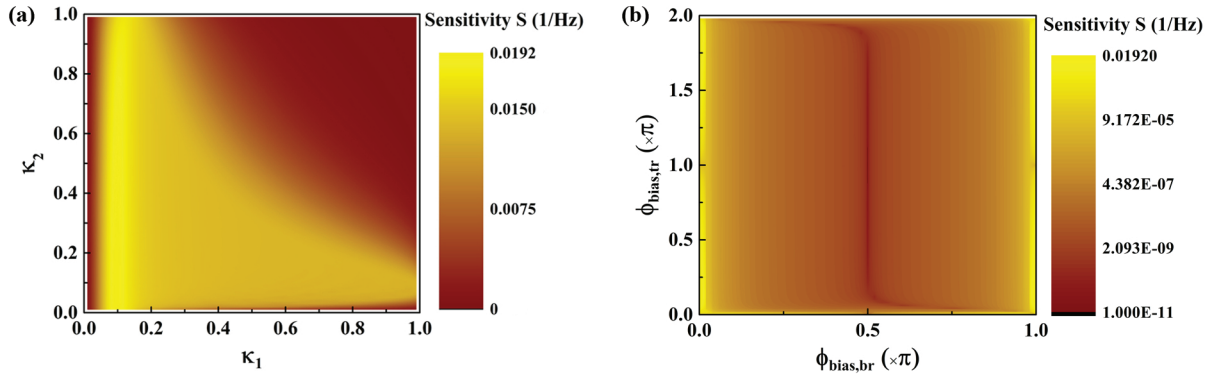 (a)
Sensitivity S (1/Hz)
0.0192
0.0150
0.0075
0
1.0
0.8
0.6
0.4
0.2
0.0
κ2
0.0 0.2 0.4 0.6 0.8 1.0
κ1
(b)
Sensitivity S (1/Hz)
0.01920
9.172E-05
4.382E-07
2.093E-09
1.000E-11
2.0
1.5
1.0
0.5
0.0
ϕbias,tr (×π)
0.0 0.5 1.0
ϕbias,br (×π)